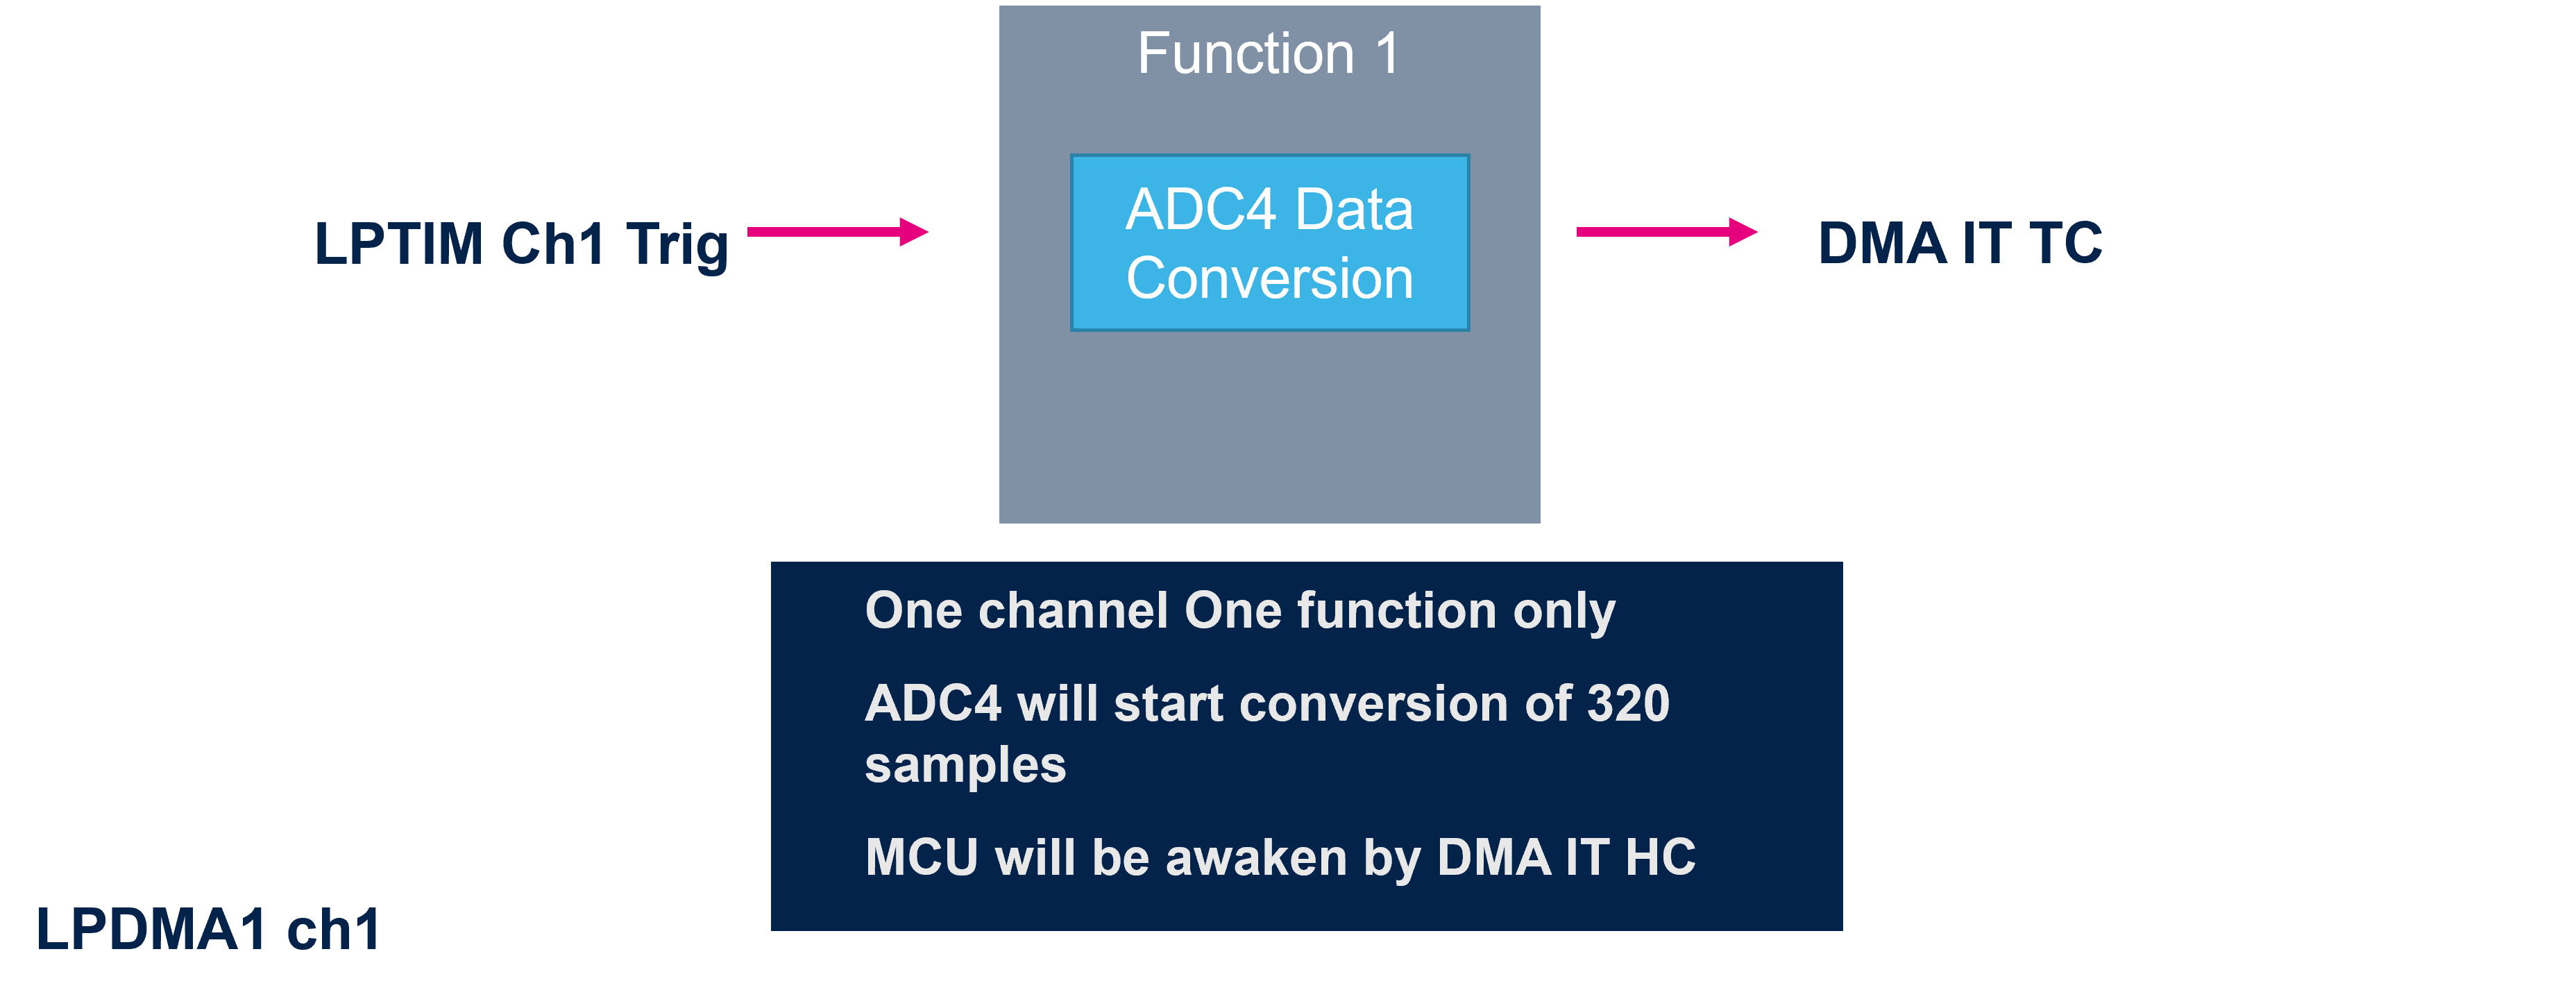 Function 1
LPTIM Ch1 Trig
ADC4 Data
Conversion
DMA IT TC
One channel One function only
ADC4 will start conversion of 320
samples
MCU will be awaken by DMA IT HC
LPDMA1 ch1